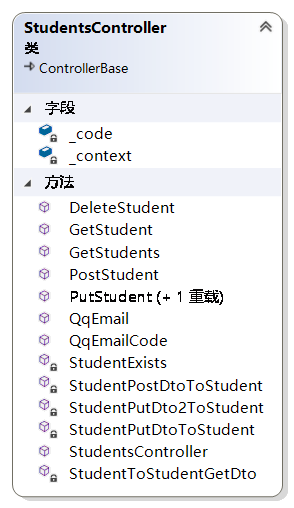 StudentsController
类
ControllerBase
字段
_code
_context
方法
DeleteStudent
GetStudent
GetStudents
PostStudent
PutStudent (+ 1 重载)
QqEmail
QqEmailCode
StudentExists
StudentPostDtoToStudent
StudentPutDto2ToStudent
StudentPutDtoToStudent
StudentsController
StudentToStudentGetDto